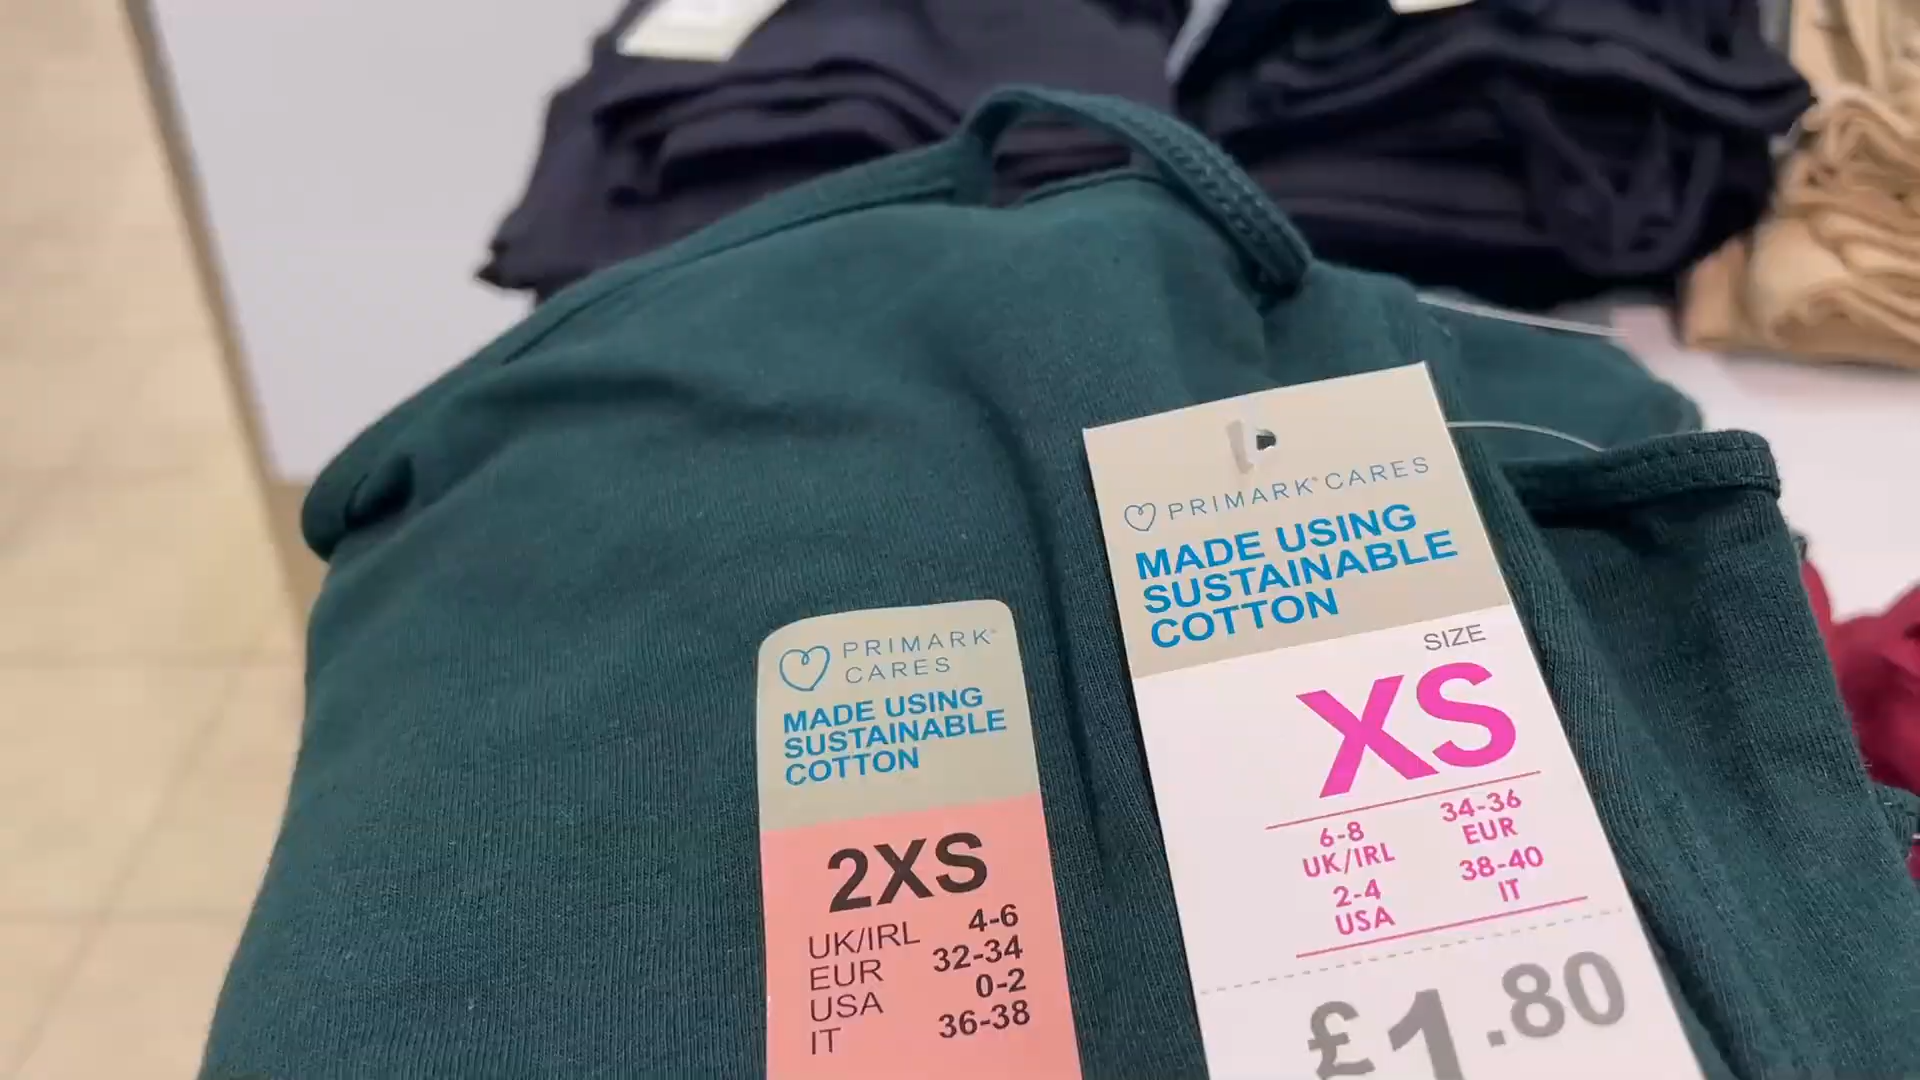 PRIMARK® CARES
MADE USING
SUSTAINABLE
COTTON
SIZE
XS
6-8
UK/IRL
2-4
USA
34-36
EUR
38-40
IT
£1.80
PRIMARK®
CARES
MADE USING
SUSTAINABLE
COTTON
2XS
UK/IRL 4-6
EUR 32-34
USA 0-2
IT 36-38